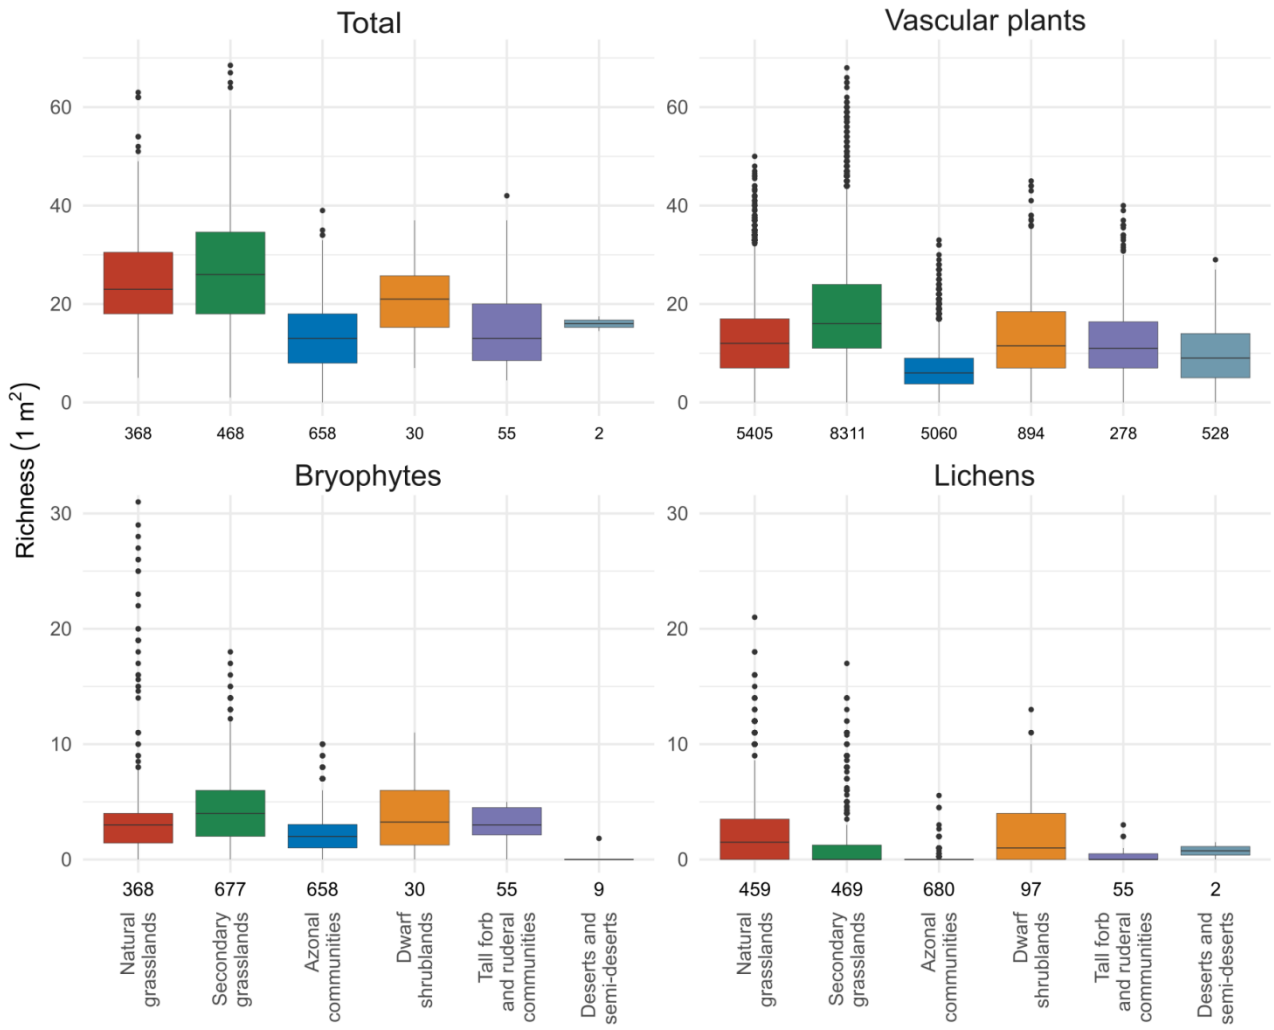 Total
Vascular plants
60
40
20
0
60
40
20
0
368 468 658 30 55 2
5405 8311 5060 894 278 528
Richness (1 m²)
Bryophytes
Lichens
30
20
10
0
30
20
10
0
368 677 658 30 55 9
459 469 680 97 55 2
Natural
grasslands
Secondary
grasslands
Azonal
communities
Dwarf
shrublands
Tall forb
and ruderal
communities
Deserts and
semi-deserts
Natural
grasslands
Secondary
grasslands
Azonal
communities
Dwarf
shrublands
Tall forb
and ruderal
communities
Deserts and
semi-deserts